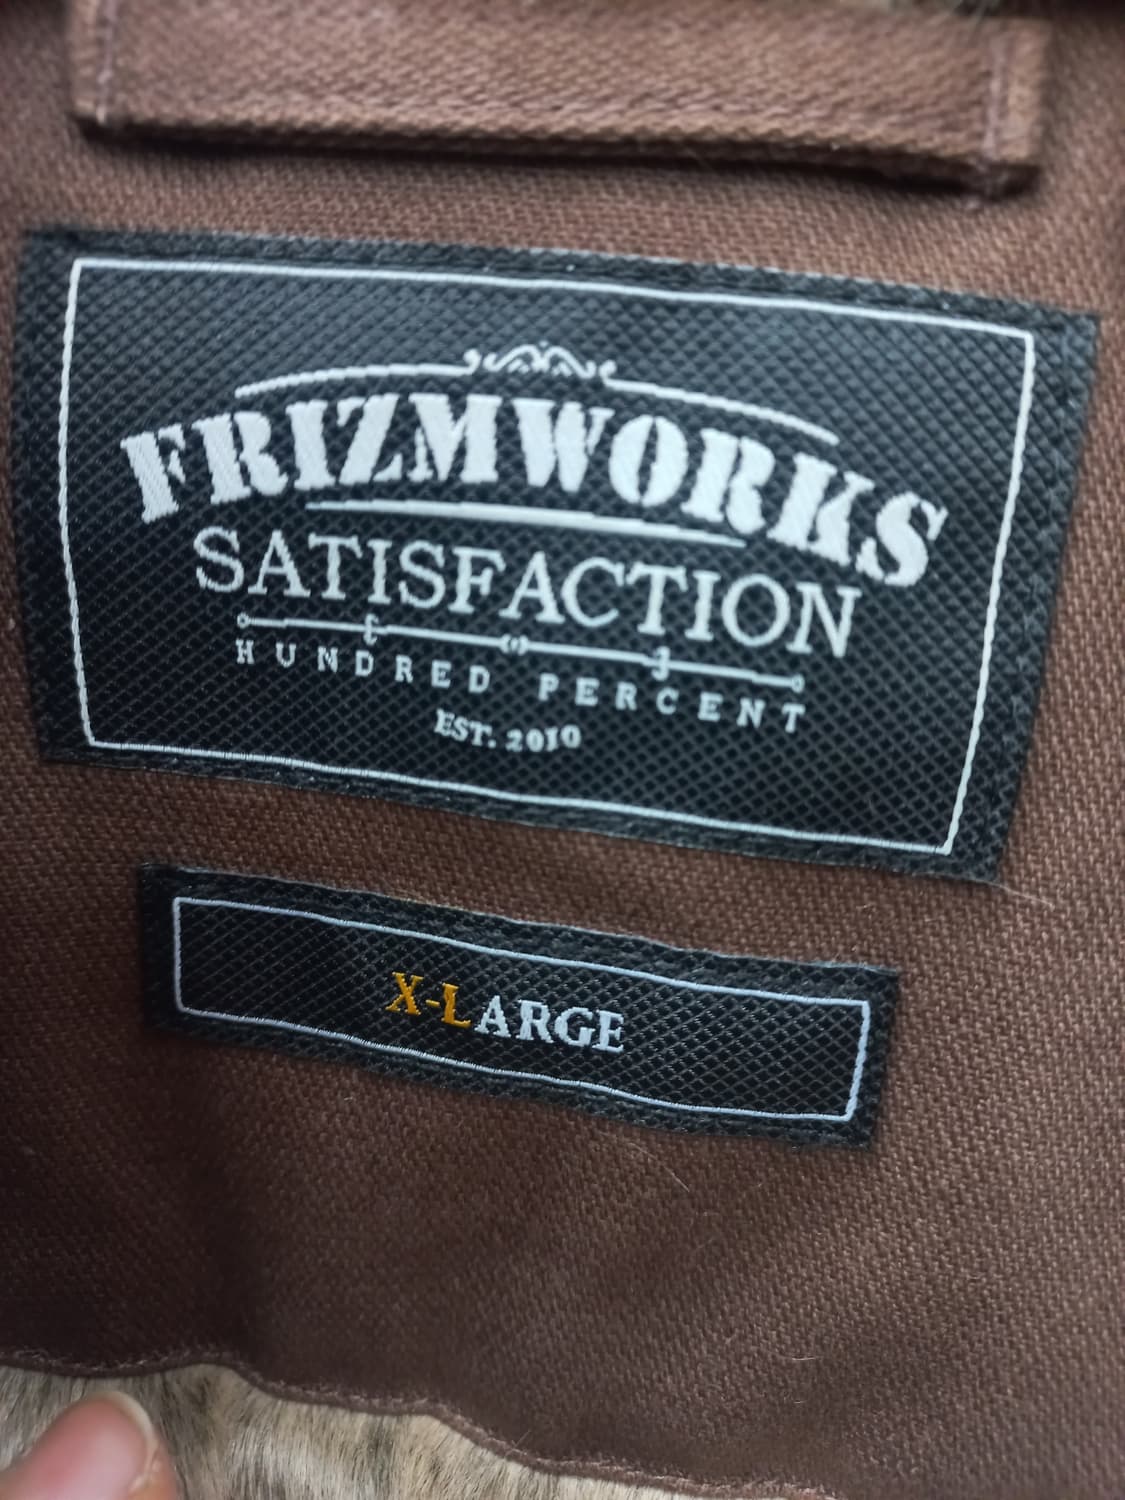 FRIZMWORKS
SATISFACTION
HUNDRED PERCENT
EST. 2010
X-LARGE